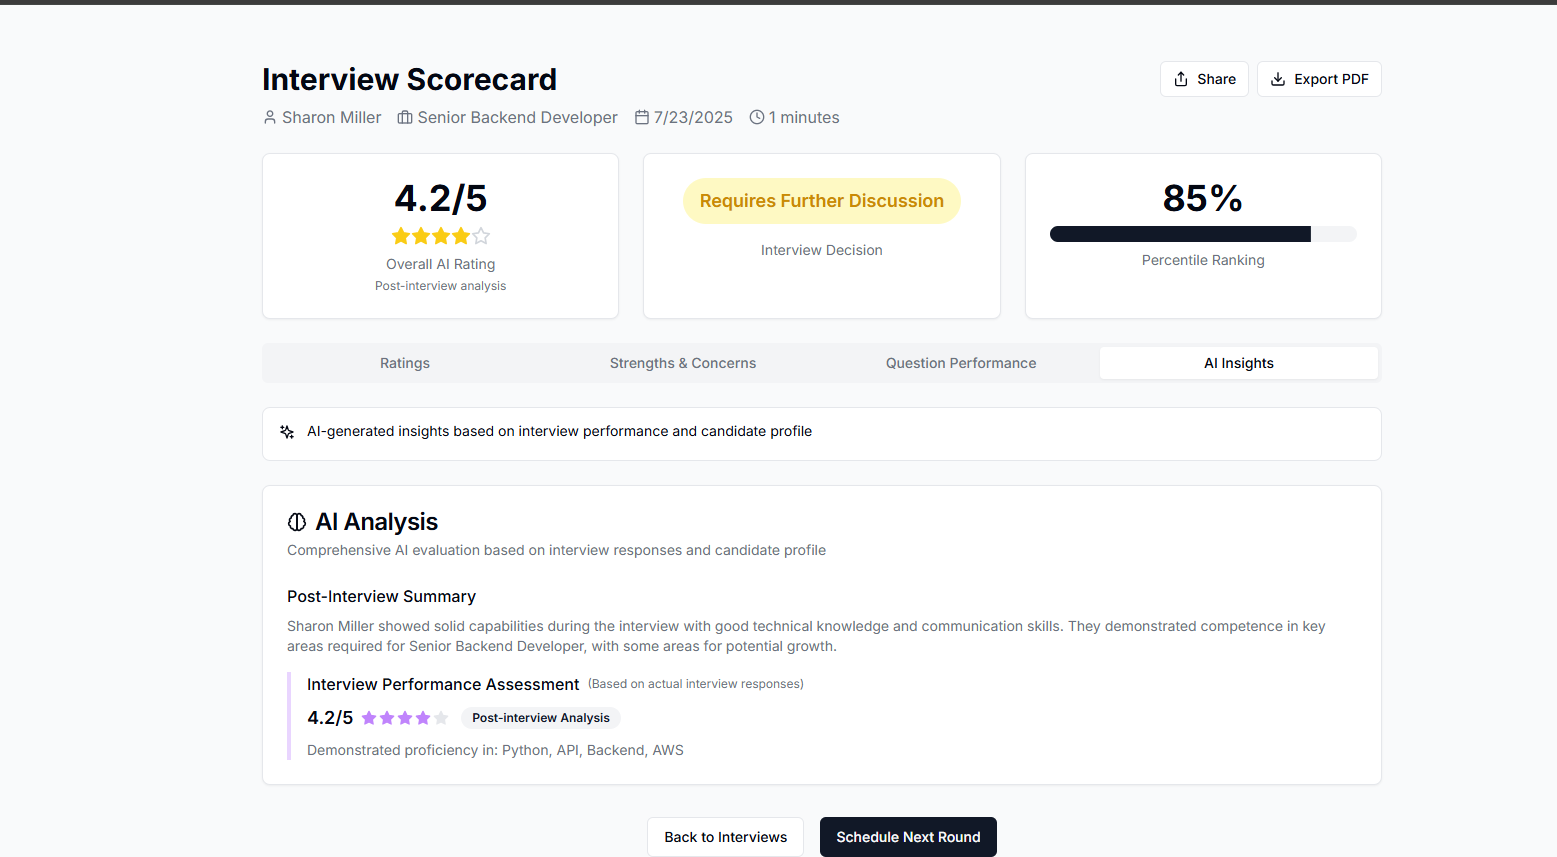 Interview Scorecard
Share
Export PDF
Sharon Miller
Senior Backend Developer
7/23/2025
1 minutes
4.2/5
Overall AI Rating
Post-interview analysis
Requires Further Discussion
Interview Decision
85%
Percentile Ranking
Ratings
Strengths & Concerns
Question Performance
AI Insights
AI-generated insights based on interview performance and candidate profile
AI Analysis
Comprehensive AI evaluation based on interview responses and candidate profile
Post-Interview Summary
Sharon Miller showed solid capabilities during the interview with good technical knowledge and communication skills. They demonstrated competence in key
areas required for Senior Backend Developer, with some areas for potential growth.
Interview Performance Assessment (Based on actual interview responses)
4.2/5 Post-interview Analysis
Demonstrated proficiency in: Python, API, Backend, AWS
Back to Interviews
Schedule Next Round